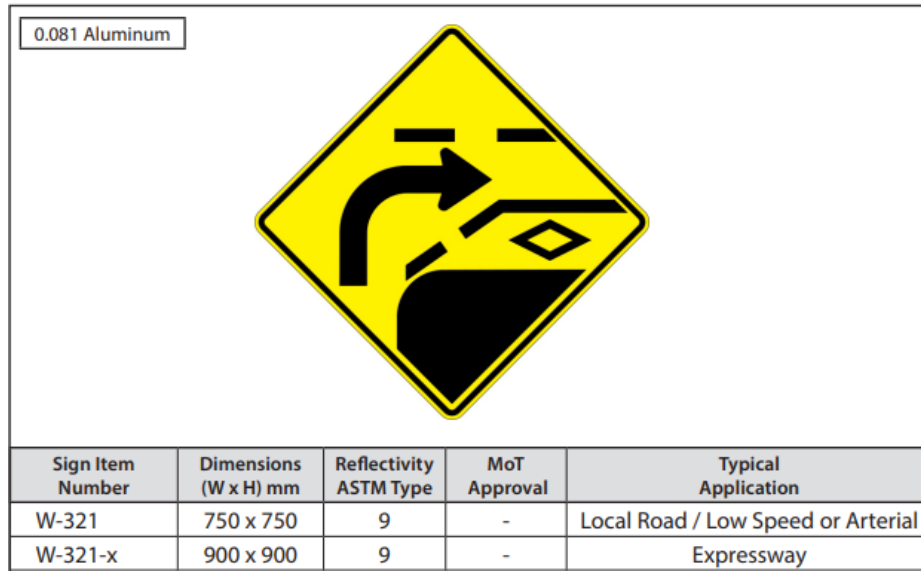 0.081 Aluminum
Sign Item Number Dimensions (W x H) mm Reflectivity ASTM Type MoT Approval Typical Application
W-321 750 x 750 9 - Local Road / Low Speed or Arterial
W-321-x 900 x 900 9 - Expressway